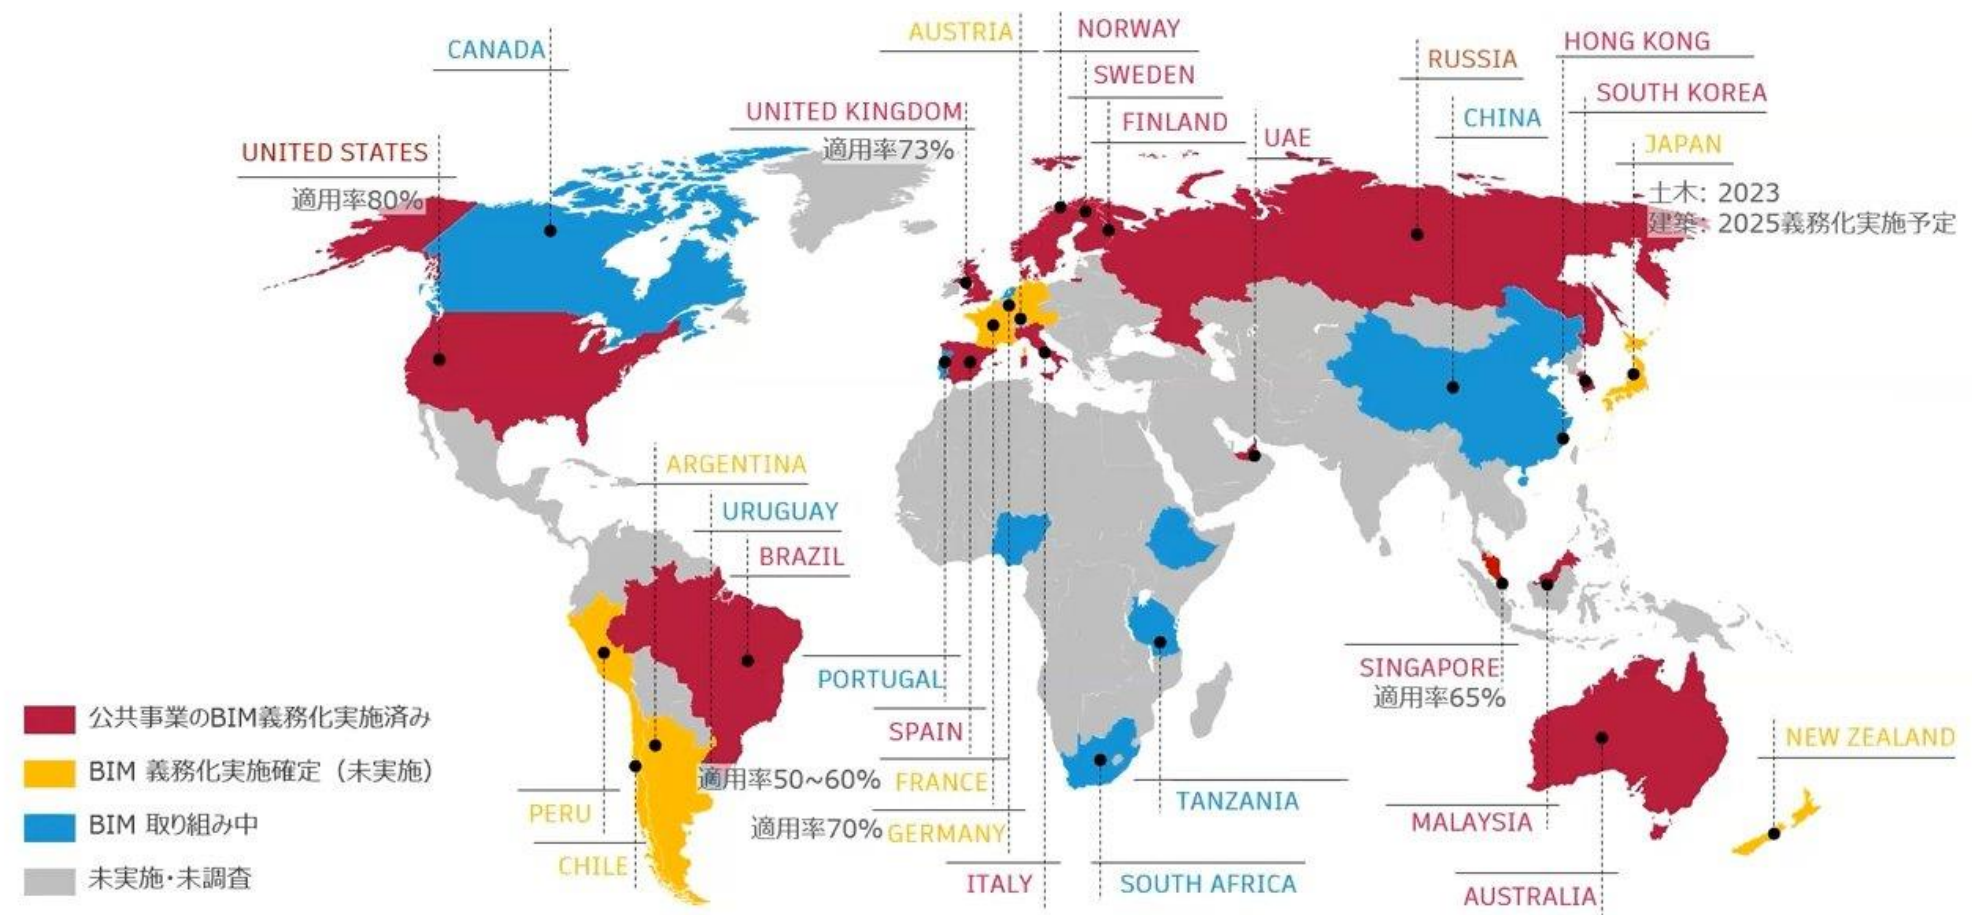 CANADA
UNITED STATES
適用率80%
AUSTRIA
NORWAY
SWEDEN
UNITED KINGDOM
適用率73%
FINLAND
UAE
RUSSIA
CHINA
HONG KONG
SOUTH KOREA
JAPAN
土木: 2023
建築: 2025義務化実施予定
ARGENTINA
URUGUAY
BRAZIL
PERU
CHILE
PORTUGAL
SPAIN
適用率50~60% FRANCE
適用率70% GERMANY
ITALY
SOUTH AFRICA
TANZANIA
SINGAPORE
適用率65%
MALAYSIA
AUSTRALIA
NEW ZEALAND
公共事業のBIM義務化実施済み
BIM 義務化実施確定（未実施）
BIM 取り組み中
未実施・未調査